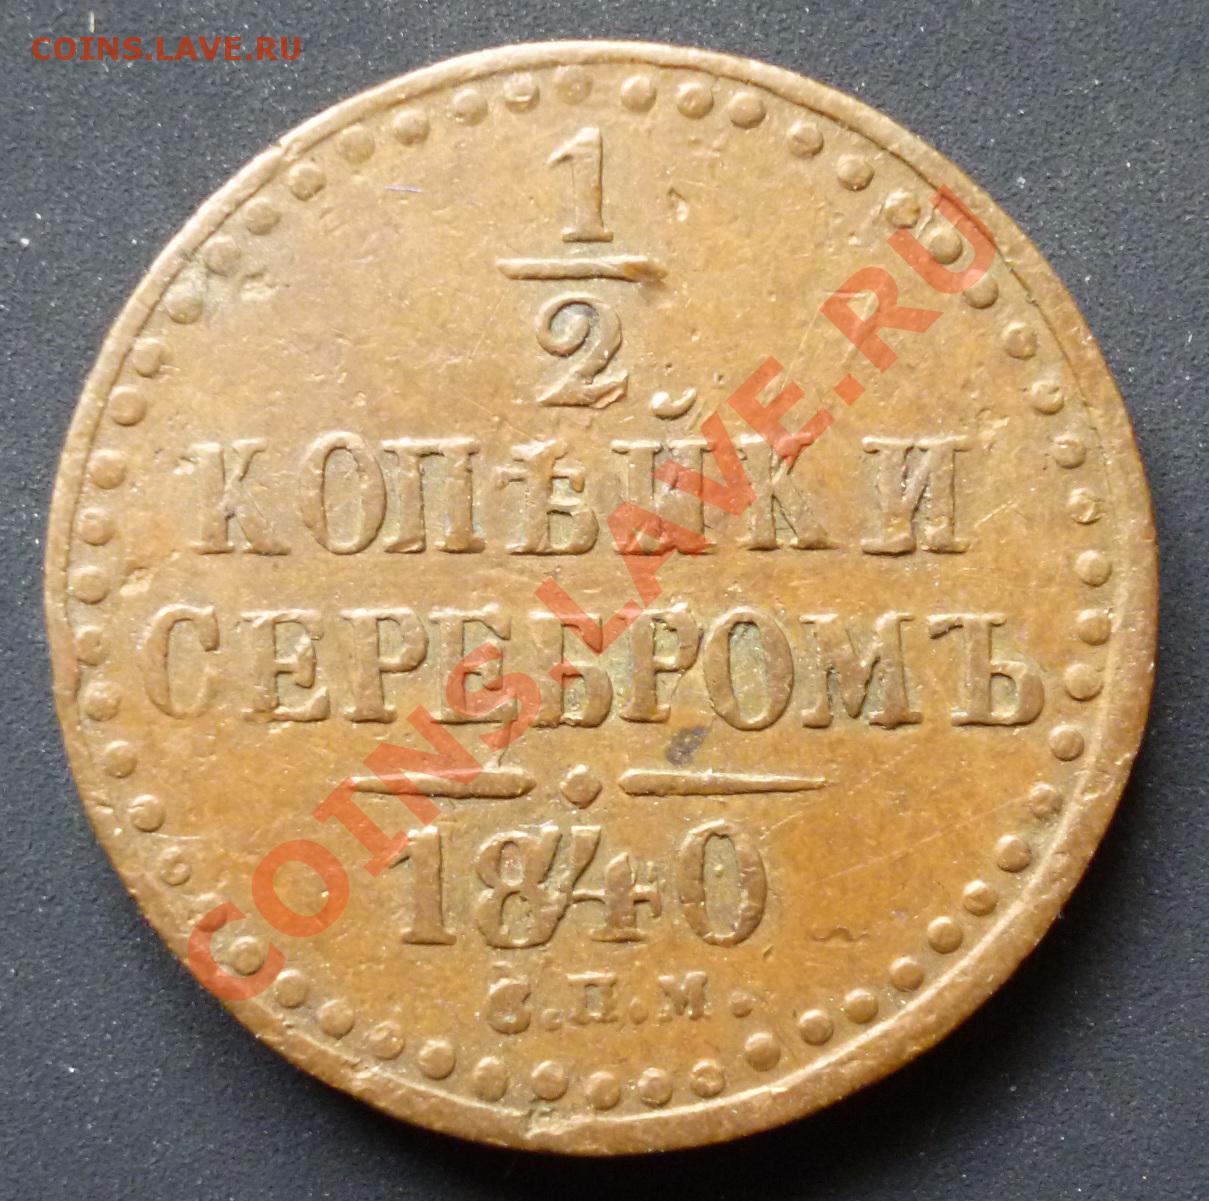 COINS.LAVE.RU
1
2.
КОПѢЙКИ
СЕРЕБРОМЪ
1840
С.П.М.
COINS.LAVE.RU